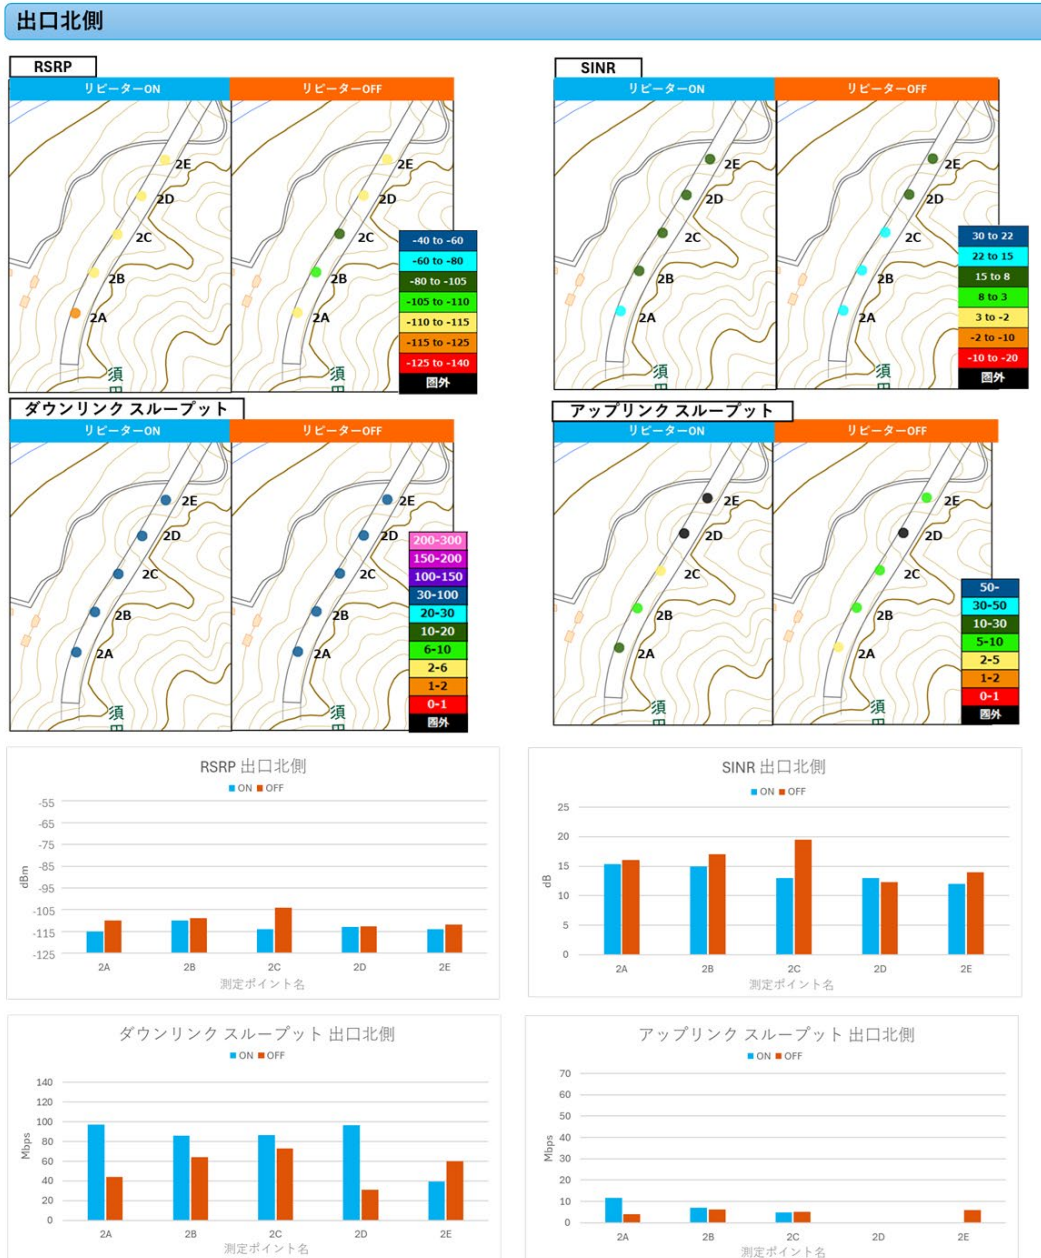 出口北側
RSRP
リピーターON
リピーターOFF
2E
2D
2C
2B
2A
須
田
2E
2D
2C
2B
2A
須
田
-40 to -60
-60 to -80
-80 to -105
-105 to -110
-110 to -115
-115 to -125
-125 to -140
圏外
SINR
リピーターON
リピーターOFF
2E
2D
2C
2B
2A
須
2E
2D
2C
2B
2A
須
30 to 22
22 to 15
15 to 8
8 to 3
3 to -2
-2 to -10
-10 to -20
圏外
ダウンリンク スループット
リピーターON
リピーターOFF
2E
2D
2C
2B
2A
須
田
2E
2D
2C
2B
2A
須
田
200-300
150-200
100-150
30-100
20-30
10-20
6-10
2-6
1-2
0-1
圏外
アップリンク スループット
リピーターON
リピーターOFF
2E
2D
2C
2B
2A
須
2E
2D
2C
2B
2A
須
50-
30-50
10-30
5-10
2-5
1-2
0-1
圏外
RSRP 出口北側
ON OFF
-55
-65
-75
-85
-95
-105
-115
-125
dBm
2A 2B 2C 2D 2E
測定ポイント名
SINR 出口北側
ON OFF
25
20
15
10
5
0
dB
2A 2B 2C 2D 2E
測定ポイント名
ダウンリンク スループット 出口北側
ON OFF
140
120
100
80
60
40
20
0
Mbps
2A 2B 2C 2D 2E
測定ポイント名
アップリンク スループット 出口北側
ON OFF
70
60
50
40
30
20
10
0
Mbps
2A 2B 2C 2D 2E
測定ポイント名